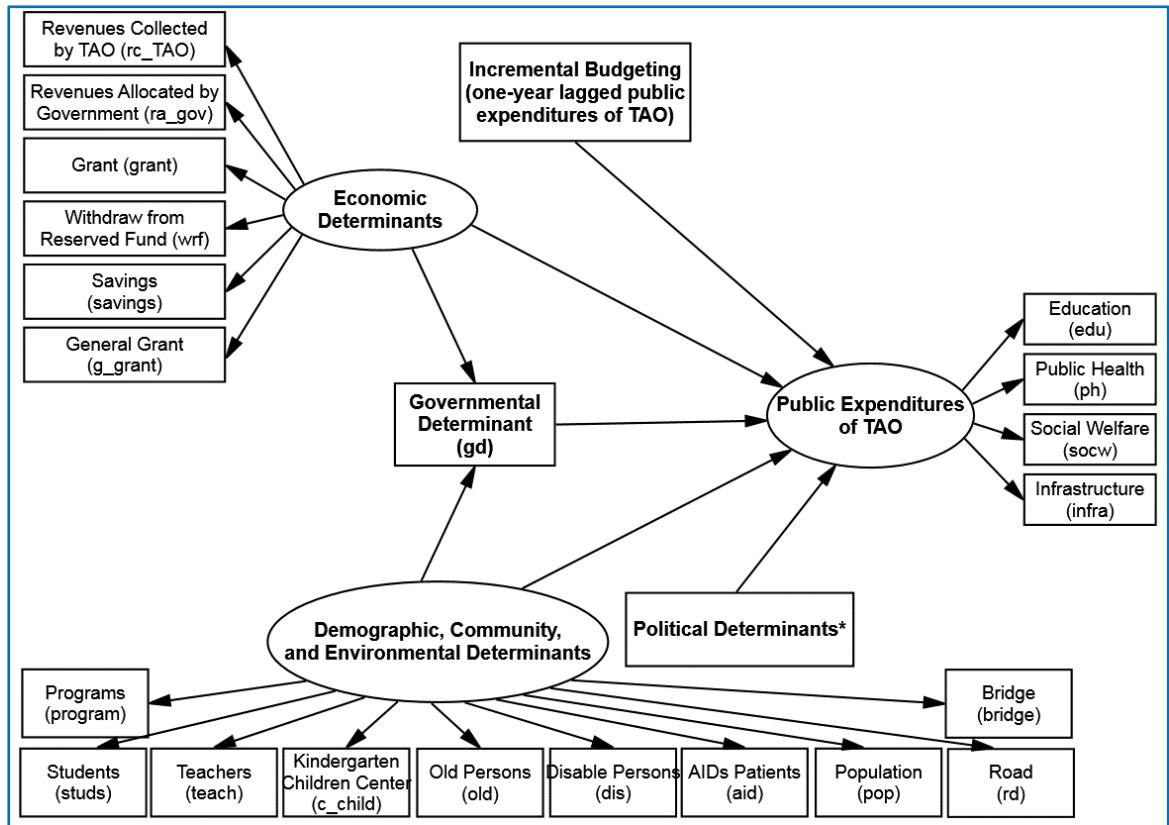 Revenues Collected
by TAO (rc_TAO)
Revenues Allocated by
Government (ra_gov)
Grant (grant)
Withdraw from
Reserved Fund (wrf)
Savings
(savings)
General Grant
(g_grant)
Economic
Determinants
Incremental Budgeting
(one-year lagged public
expenditures of TAO)
Governmental
Determinant
(gd)
Public Expenditures
of TAO
Education
(edu)
Public Health
(ph)
Social Welfare
(socw)
Infrastructure
(infra)
Demographic, Community,
and Environmental Determinants
Political Determinants*
Programs
(program)
Bridge
(bridge)
Students
(studs)
Teachers
(teach)
Kindergarten
Children Center
(c_child)
Old Persons
(old)
Disable Persons
(dis)
AIDs Patients
(aid)
Population
(pop)
Road
(rd)